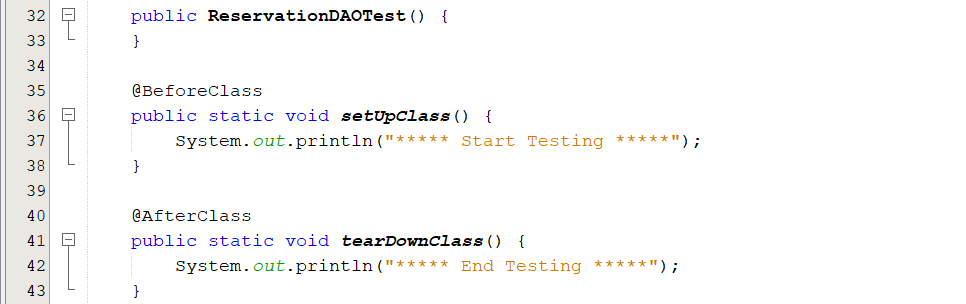 32 public ReservationDAOTest() {
33 }
34
35 @BeforeClass
36 public static void setUpClass() {
37 System.out.println("***** Start Testing *****");
38 }
39
40 @AfterClass
41 public static void tearDownClass() {
42 System.out.println("***** End Testing *****");
43 }